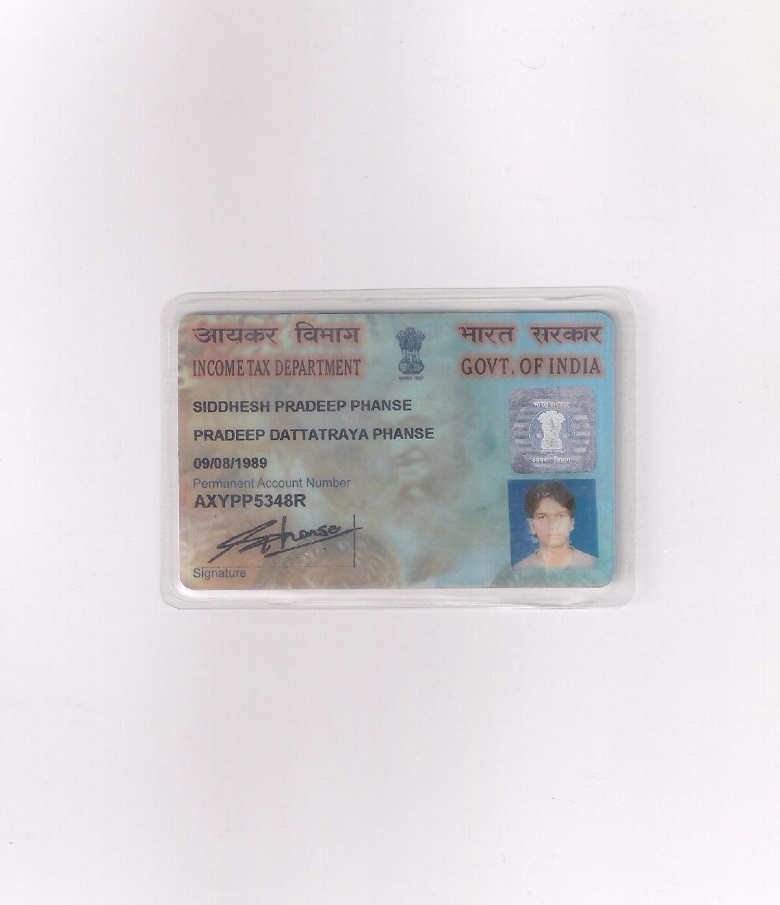 आयकर विभाग
INCOME TAX DEPARTMENT
भारत सरकार
GOVT. OF INDIA
SIDDHESH PRADEEP PHANSE
PRADEEP DATTATRAYA PHANSE
09/08/1989
Permanent Account Number
AXYPP5348R
Signature